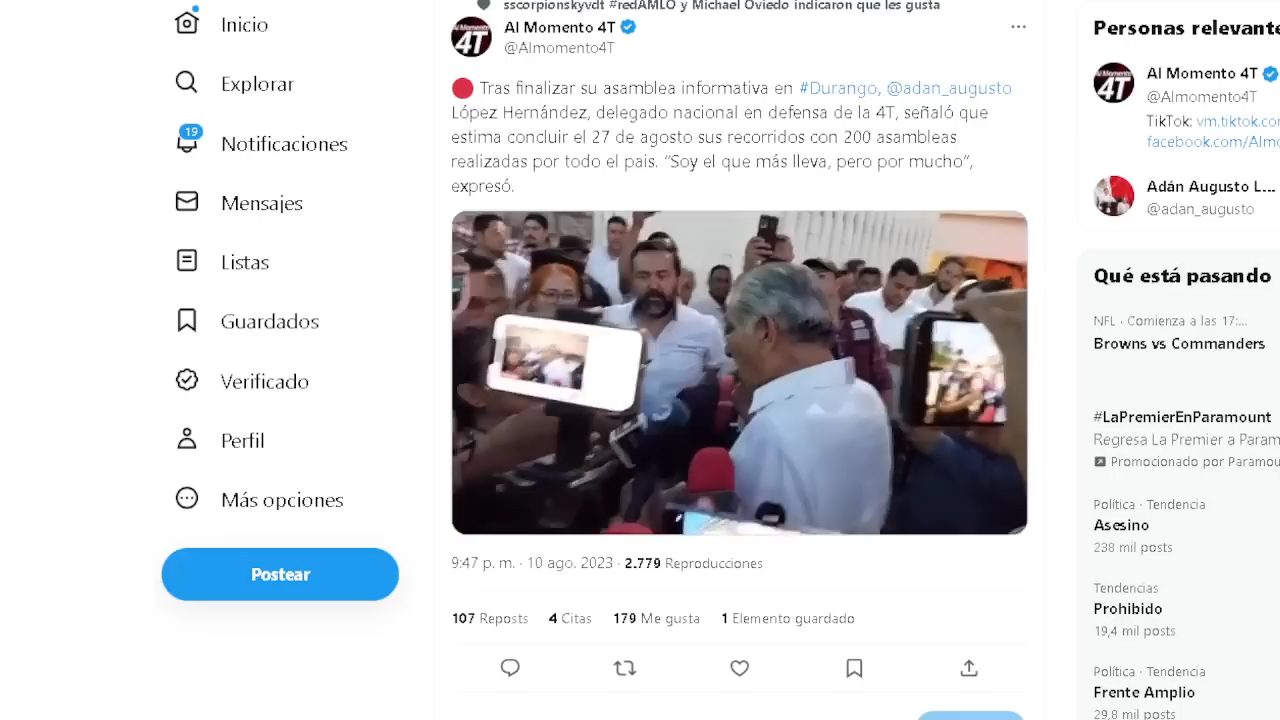 Inicio
Explorar
19
Notificaciones
Mensajes
Listas
Guardados
Verificado
Perfil
Más opciones
Postear
sscorpionskyvdt #redAMLO y Michael Oviedo indicaron que les gusta
4T
Al Momento 4T
@Almomento4T
Tras finalizar su asamblea informativa en #Durango, @adan_augusto
López Hernández, delegado nacional en defensa de la 4T, señaló que
estima concluir el 27 de agosto sus recorridos con 200 asambleas
realizadas por todo el pais. “Soy el que más lleva, pero por mucho”,
expresó.
9:47 p. m. · 10 ago. 2023 · 2.779 Reproducciones
107 Reposts 4 Citas 179 Me gusta 1 Elemento guardado
Personas relevante
4T
Al Momento 4T
@Almomento4T
TikTok: vm.tiktok.co
facebook.com/Almo
Adán Augusto L...
@adan_augusto
Qué está pasando
NFL · Comienza a las 17:...
Browns vs Commanders
#LaPremierEnParamount
Regresa La Premier a Param
Promocionado por Paramou
Política · Tendencia
Asesino
238 mil posts
Tendencias
Prohibido
19,4 mil posts
Política · Tendencia
Frente Amplio
29,8 mil posts